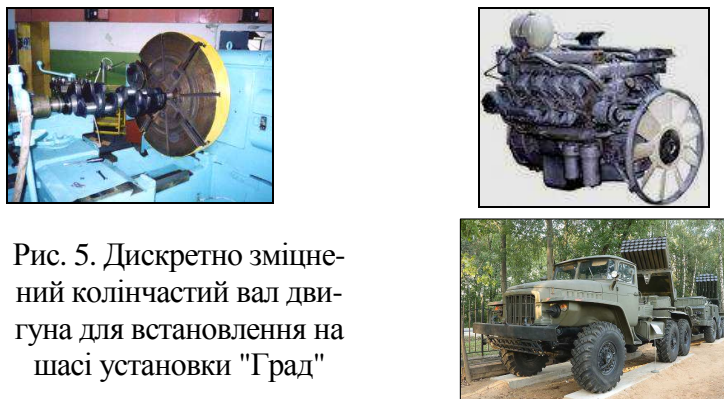 Рис. 5. Дискретно зміцне-
ний колінчастий вал дви-
гуна для встановлення на
шасі установки "Град"